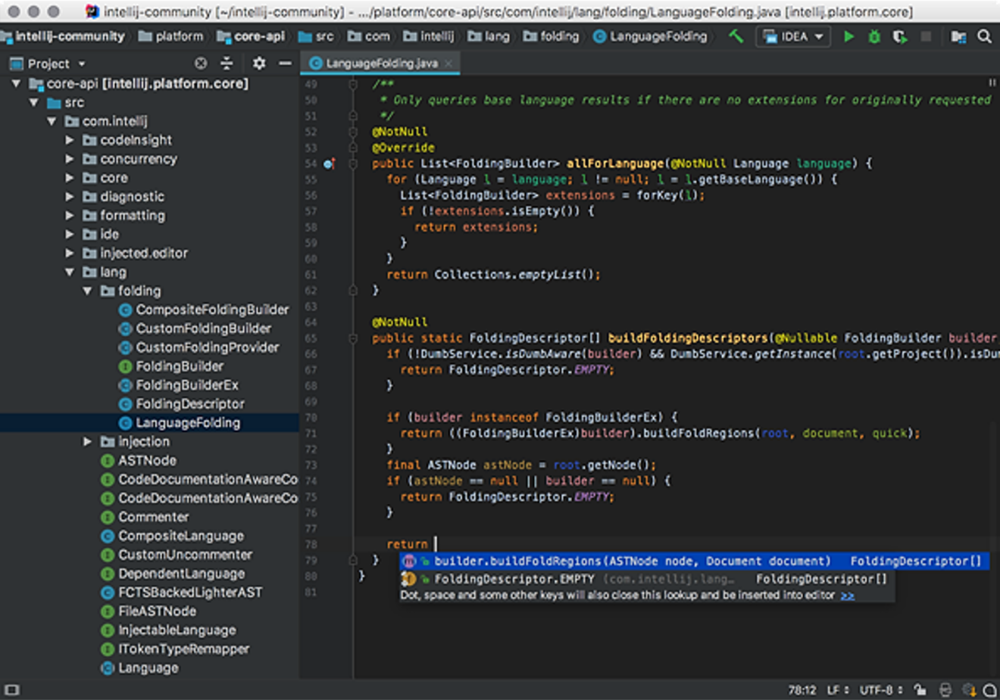 intellij-community [~/intellij-community] - .../platform/core-api/src/com/intellij/lang/folding/LanguageFolding.java [intellij.platform.core]
intellij-community platform core-api src com intellij lang folding LanguageFolding IDEA
Project
LanguageFolding.java
core-api [intellij.platform.core]
src
com.intellij
codeInsight
concurrency
core
diagnostic
formatting
ide
injected.editor
lang
folding
CompositeFoldingBuilder
CustomFoldingBuilder
CustomFoldingProvider
FoldingBuilder
FoldingBuilderEx
FoldingDescriptor
LanguageFolding
injection
ASTNode
CodeDocumentationAwareCo
CodeDocumentationAwareCo
Commenter
CompositeLanguage
CustomUncommenter
DependentLanguage
FCTSBackedLighterAST
FileASTNode
InjectableLanguage
ITokenTypeRemapper
Language
49 /**
50 * Only queries base language results if there are no extensions for originally requested
51 */
52 @NotNull
53 @Override
54 public List<FoldingBuilder> allForLanguage(@NotNull Language language) {
55 for (Language l = language; l != null; l = l.getBaseLanguage()) {
56 List<FoldingBuilder> extensions = forKey(l);
57 if (!extensions.isEmpty()) {
58 return extensions;
59 }
60 }
61 return Collections.emptyList();
62 }
63
64 @NotNull
65 public static FoldingDescriptor[] buildFoldingDescriptors(@Nullable FoldingBuilder builder
66 if (!DumbService.isDumbAware(builder) && DumbService.getInstance(root.getProject()).isDu
67 return FoldingDescriptor.EMPTY;
68 }
69
70 if (builder instanceof FoldingBuilderEx) {
71 return ((FoldingBuilderEx)builder).buildFoldRegions(root, document, quick);
72 }
73 final ASTNode astNode = root.getNode();
74 if (astNode == null || builder == null) {
75 return FoldingDescriptor.EMPTY;
76 }
77
78 return
79 }
80 }
81
builder.buildFoldRegions(ASTNode node, Document document) FoldingDescriptor[]
FoldingDescriptor.EMPTY (com.intellij.lang… FoldingDescriptor[]
Dot, space and some other keys will also close this lookup and be inserted into editor >>
78:12 LF UTF-8